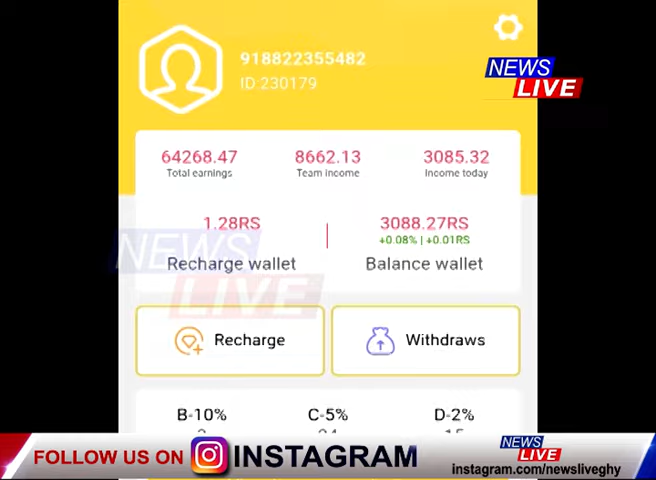 918822355482
ID 230179
NEWS
LIVE
64268.47 8662.13 3085.32
Total earnings Team income Income today
1.28RS 3088.27RS
+0.08% | +0.01RS
NEWS
LIVE
Recharge wallet Balance wallet
Recharge Withdraws
B-10% C-5% D-2%
FOLLOW US ON INSTAGRAM
NEWS
LIVE
instagram.com/newsliveghy